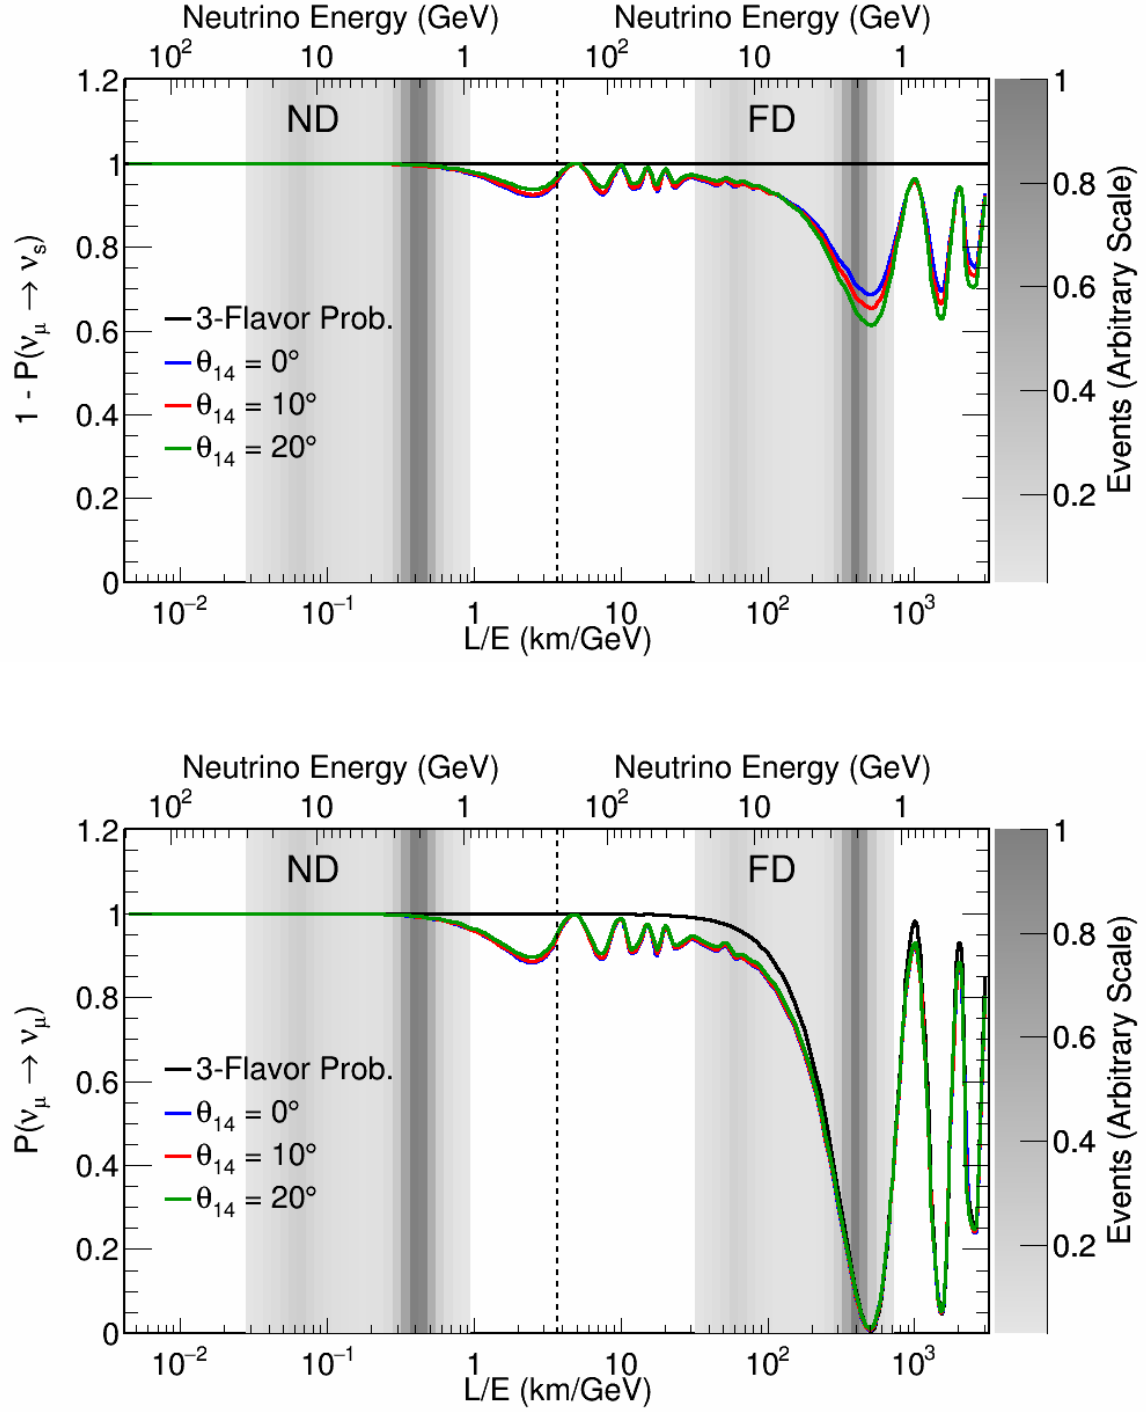 Neutrino Energy (GeV) Neutrino Energy (GeV)
10² 10 1 10² 10 1
1.2
1
0.8
0.6
0.4
0.2
0
1 - P(νμ → νs)
ND
FD
3-Flavor Prob.
θ₁₄ = 0°
θ₁₄ = 10°
θ₁₄ = 20°
10⁻² 10⁻¹ 1 10 10² 10³
L/E (km/GeV)
1
0.8
0.6
0.4
0.2
Events (Arbitrary Scale)
Neutrino Energy (GeV) Neutrino Energy (GeV)
10² 10 1 10² 10 1
1.2
1
0.8
0.6
0.4
0.2
0
P(νμ → νμ)
ND
FD
3-Flavor Prob.
θ₁₄ = 0°
θ₁₄ = 10°
θ₁₄ = 20°
10⁻² 10⁻¹ 1 10 10² 10³
L/E (km/GeV)
1
0.8
0.6
0.4
0.2
Events (Arbitrary Scale)